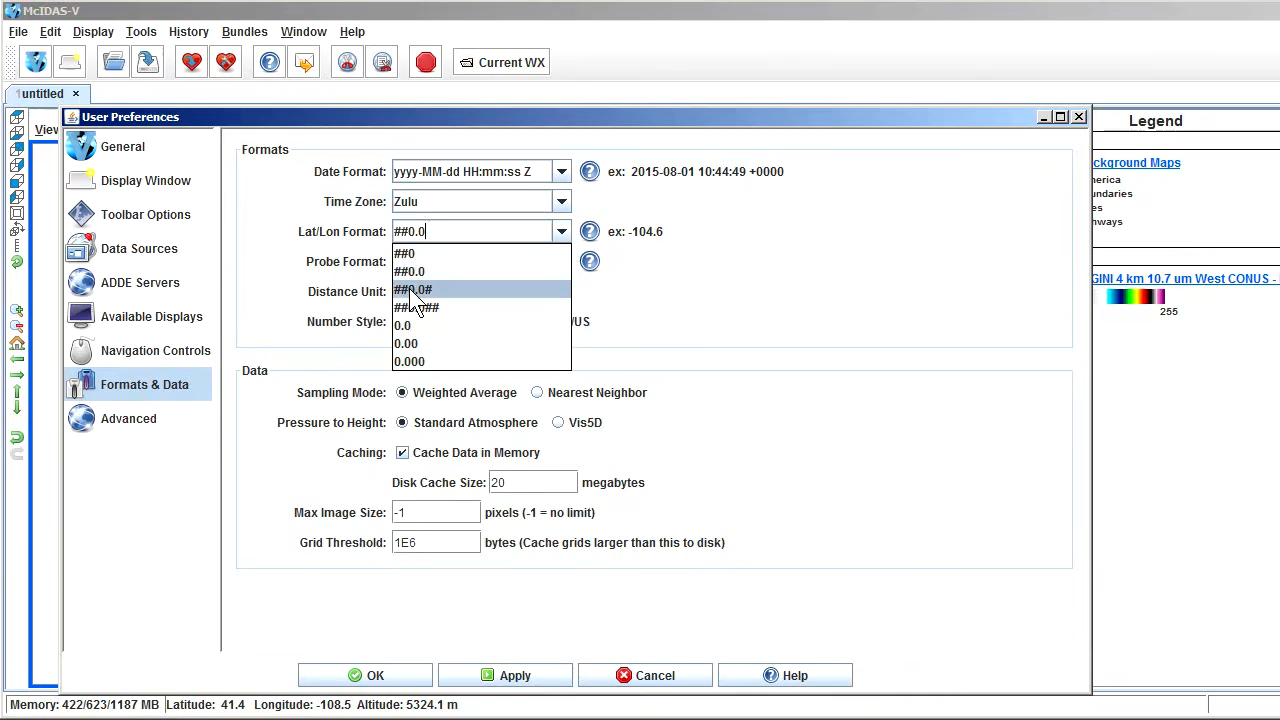 McIDAS-V
File Edit Display Tools History Bundles Window Help
Current WX
1untitled ×
View
User Preferences
Legend
General
Display Window
Toolbar Options
Data Sources
ADDE Servers
Available Displays
Navigation Controls
Formats & Data
Advanced
Formats
Date Format: yyyy-MM-dd HH:mm:ss Z ex: 2015-08-01 10:44:49 +0000
Time Zone: Zulu
Lat/Lon Format: ##0.0 ex: -104.6
Probe Format:
Distance Unit:
Number Style: /US
##0
##0.0
##0.0#
0.0
0.00
0.000
Data
Sampling Mode: Weighted Average Nearest Neighbor
Pressure to Height: Standard Atmosphere Vis5D
Caching: Cache Data in Memory
Disk Cache Size: 20 megabytes
Max Image Size: -1 pixels (-1 = no limit)
Grid Threshold: 1E6 bytes (Cache grids larger than this to disk)
OK Apply Cancel Help
ckground Maps
erica
es
ways
GINI 4 km 10.7 um West CONUS -
255
Memory: 422/623/1187 MB Latitude: 41.4 Longitude: -108.5 Altitude: 5324.1 m